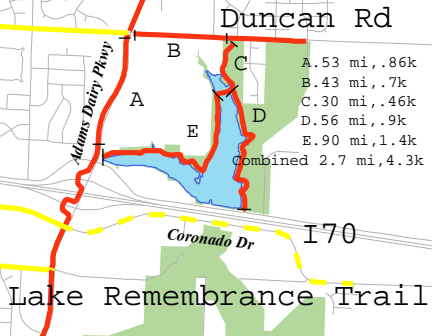 Duncan Rd
B
C
A.53 mi,.86k
B.43 mi,.7k
C.30 mi,.46k
D.56 mi,.9k
E.90 mi,1.4k
Combined 2.7 mi,4.3k
Adams Dairy Pkwy
A
D
E
I70
Coronado Dr
Lake Remembrance Trail